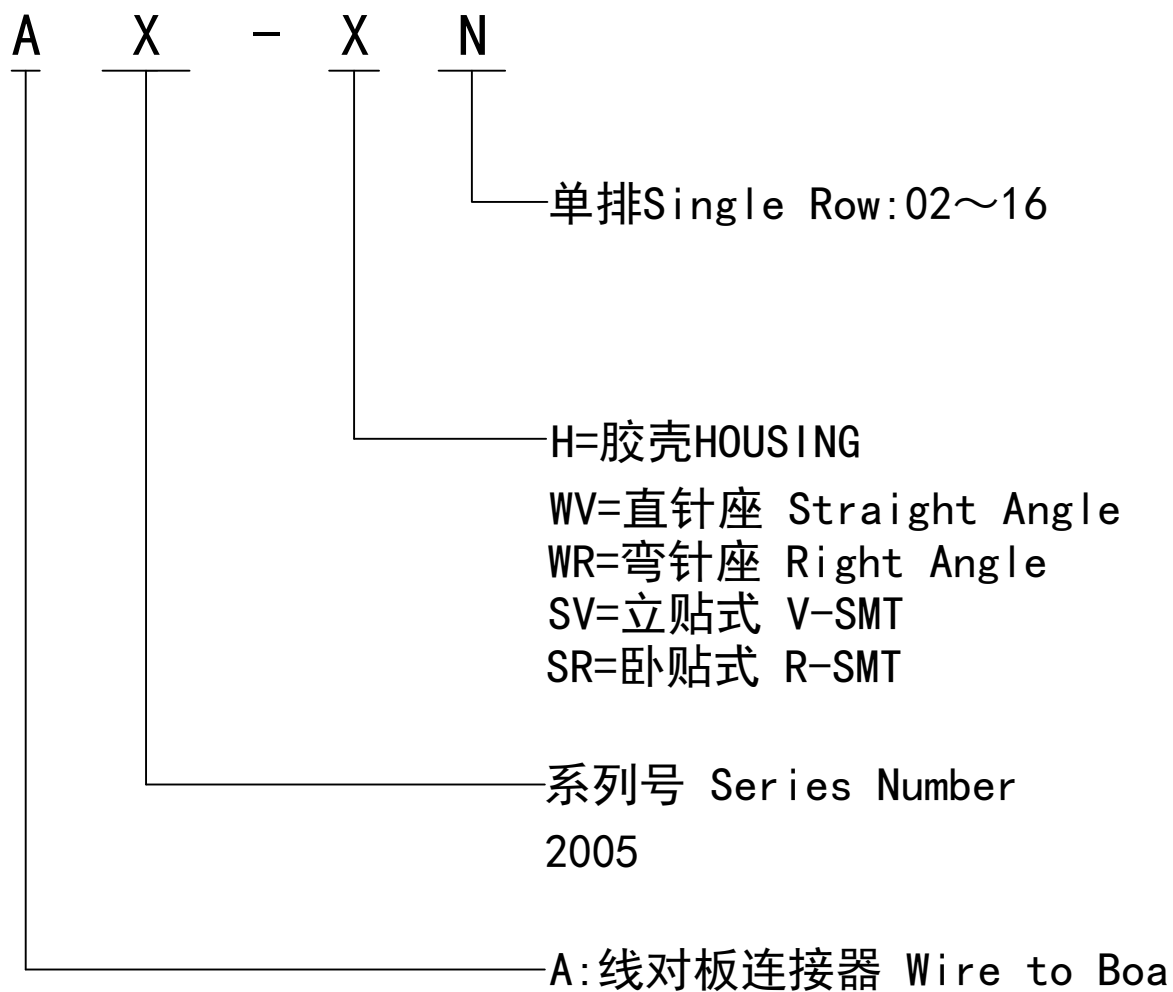 A X - X N
单排Single Row:02～16
H=胶壳HOUSING
WV=直针座 Straight Angle
WR=弯针座 Right Angle
SV=立贴式 V-SMT
SR=卧贴式 R-SMT
系列号 Series Number
2005
A:线对板连接器 Wire to Boa